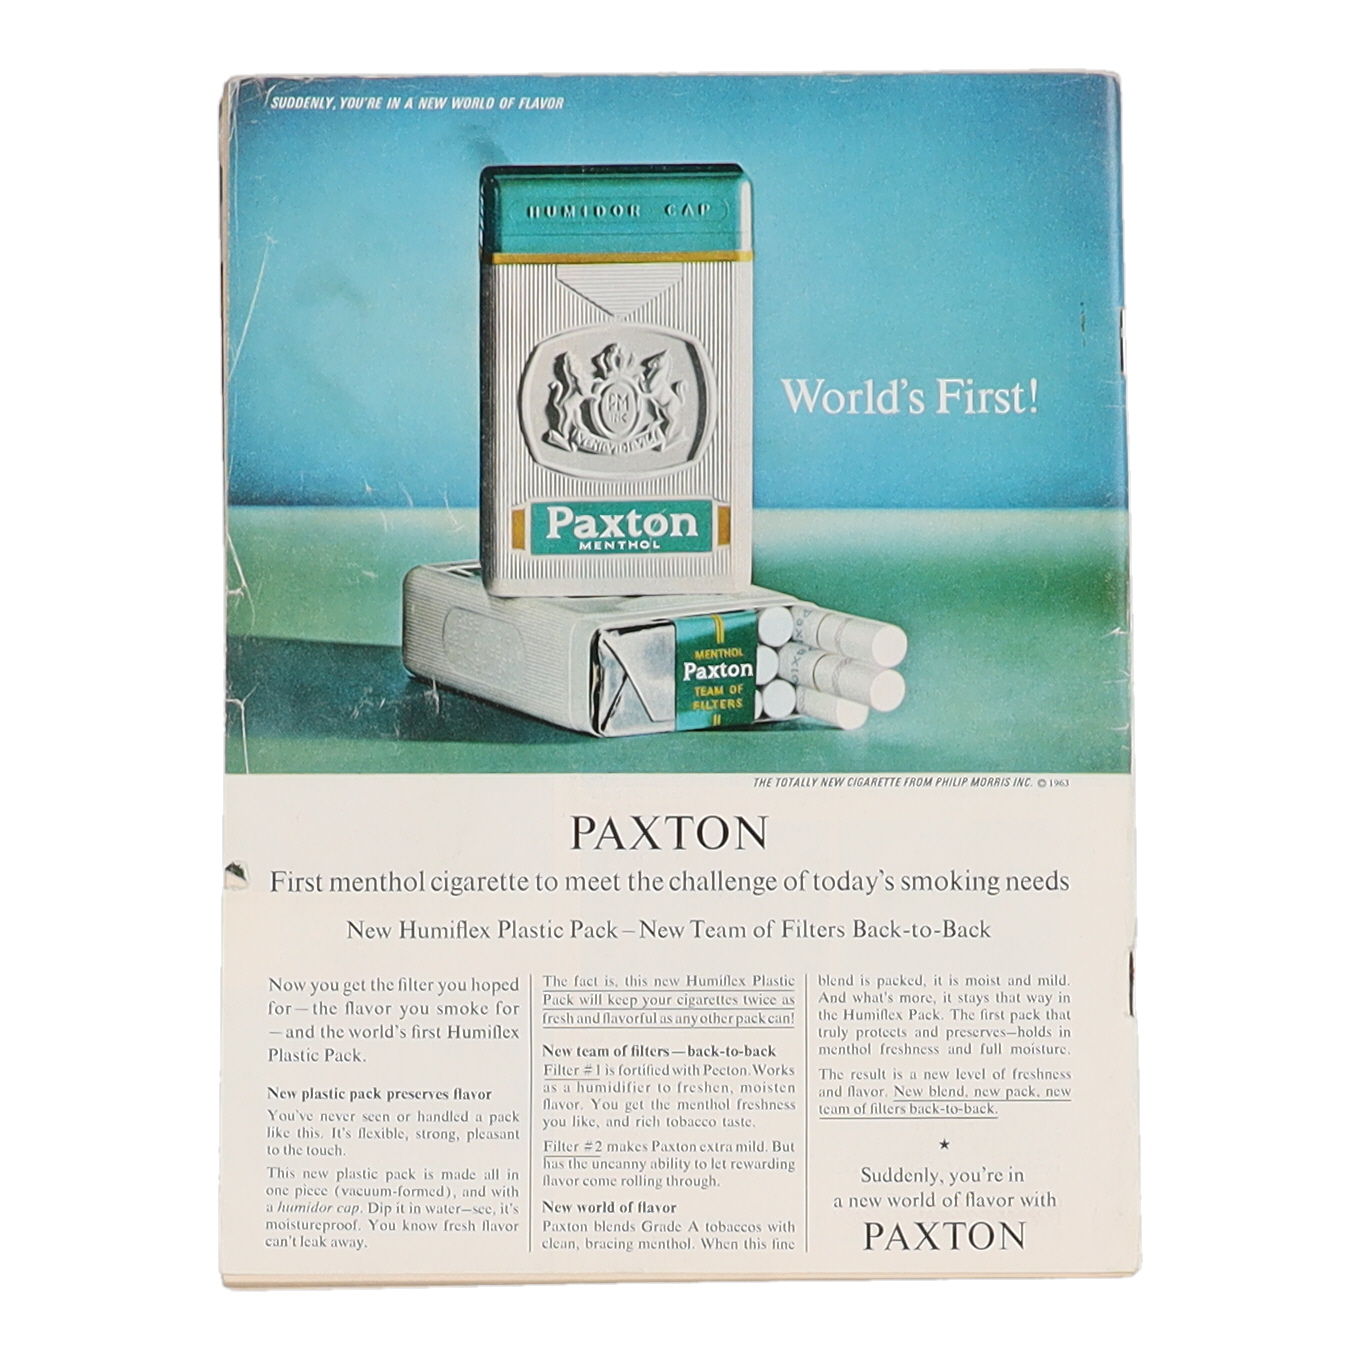 SUDDENLY, YOU'RE IN A NEW WORLD OF FLAVOR
HUMIDOR CAP
World's First!
PM
INC
VENI VIDI VICI
Paxton
MENTHOL
MENTHOL
Paxton
TEAM OF
FILTERS
THE TOTALLY NEW CIGARETTE FROM PHILIP MORRIS INC. © 1963
PAXTON
First menthol cigarette to meet the challenge of today's smoking needs
New Humiflex Plastic Pack – New Team of Filters Back-to-Back
Now you get the filter you hoped
for—the flavor you smoke for
—and the world's first Humiflex
Plastic Pack.
New plastic pack preserves flavor
You've never seen or handled a pack
like this. It's flexible, strong, pleasant
to the touch.
This new plastic pack is made all in
one piece (vacuum-formed), and with
a humidor cap. Dip it in water—see, it's
moistureproof. You know fresh flavor
can't leak away.
The fact is, this new Humiflex Plastic
Pack will keep your cigarettes twice as
fresh and flavorful as any other pack can!
New team of filters—back-to-back
Filter #1 is fortified with Pecton. Works
as a humidifier to freshen, moisten
flavor. You get the menthol freshness
you like, and rich tobacco taste.
Filter #2 makes Paxton extra mild. But
has the uncanny ability to let rewarding
flavor come rolling through.
New world of flavor
Paxton blends Grade A tobaccos with
clean, bracing menthol. When this fine
blend is packed, it is moist and mild.
And what's more, it stays that way in
the Humiflex Pack. The first pack that
truly protects and preserves—holds in
menthol freshness and full moisture.
The result is a new level of freshness
and flavor. New blend, new pack, new
team of filters back-to-back.
★
Suddenly, you're in
a new world of flavor with
PAXTON